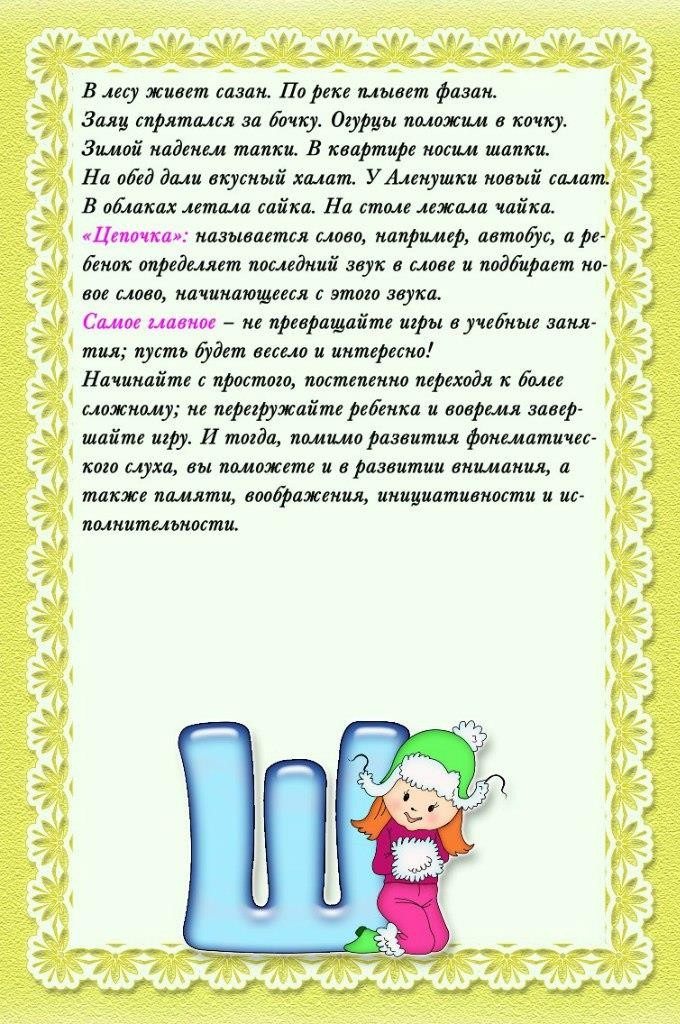 В лесу живет сазан. По реке плывет фазан.
Заяц спрятался за бочку. Огурцы положим в кочку.
Зимой наденем тапки. В квартире носим шапки.
На обед дали вкусный халат. У Аленушки новый салат.
В облаках летала сайка. На столе лежала чайка.
«Цепочка»: называется слово, например, автобус, а ре-
бенок определяет последний звук в слове и подбирает но-
вое слово, начинающееся с этого звука.
Самое главное – не превращайте игры в учебные заня-
тия; пусть будет весело и интересно!
Начинайте с простого, постепенно переходя к более
сложному; не перегружайте ребенка и вовремя завер-
шайте игру. И тогда, помимо развития фонематичес-
кого слуха, вы поможете и в развитии внимания, а
также памяти, воображения, инициативности и ис-
полнительности.
Ш